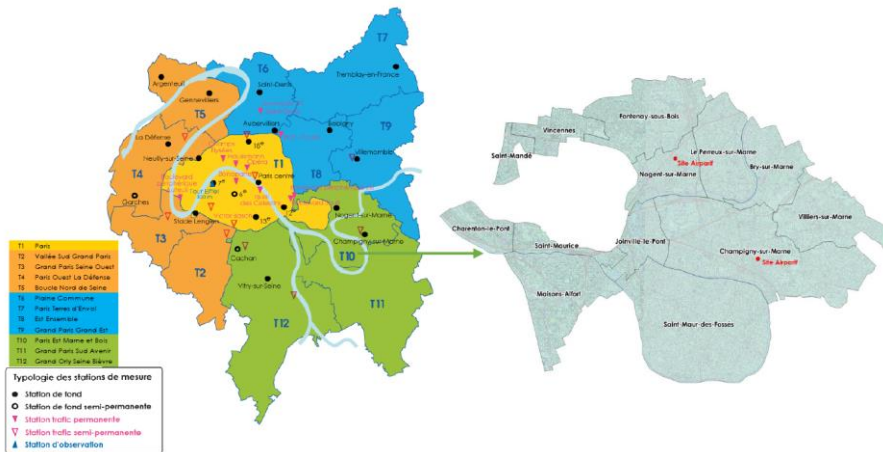 T7
Tremblay-en-France
T6
Saint-Denis
Argenteuil
Gennevilliers
T5
Aubervilliers
Bobigny
T9
La Défense
Villemomble
Neuilly-sur-Seine
18e
T1
T8
T4
7e
Paris centre
6e
Garches
Nogent-sur-Marne
Stade Lenglen
13e
Champigny-sur-Marne
T3
Cachan
T10
T2
Vitry-sur-Seine
T11
T12
T1 Paris
T2 Vallée Sud Grand Paris
T3 Grand Paris Seine Ouest
T4 Paris Ouest La Défense
T5 Boucle Nord de Seine
T6 Plaine Commune
T7 Paris Terres d'Envol
T8 Est Ensemble
T9 Grand Paris Grand Est
T10 Paris Est Marne et Bois
T11 Grand Paris Sud Avenir
T12 Grand Orly Seine Bièvre
Typologie des stations de mesure
Station de fond
Station de fond semi-permanente
Station trafic permanente
Station trafic semi-permanente
Station d'observation
Fontenay-sous-Bois
Vincennes
Saint-Mandé
Le Perreux-sur-Marne
Site Airparif
Nogent-sur-Marne
Bry-sur-Marne
Villiers-sur-Marne
Charenton-le-Pont
Saint-Maurice
Joinville-le-Pont
Champigny-sur-Marne
Site Airparif
Maisons-Alfort
Saint-Maur-des-Fosses